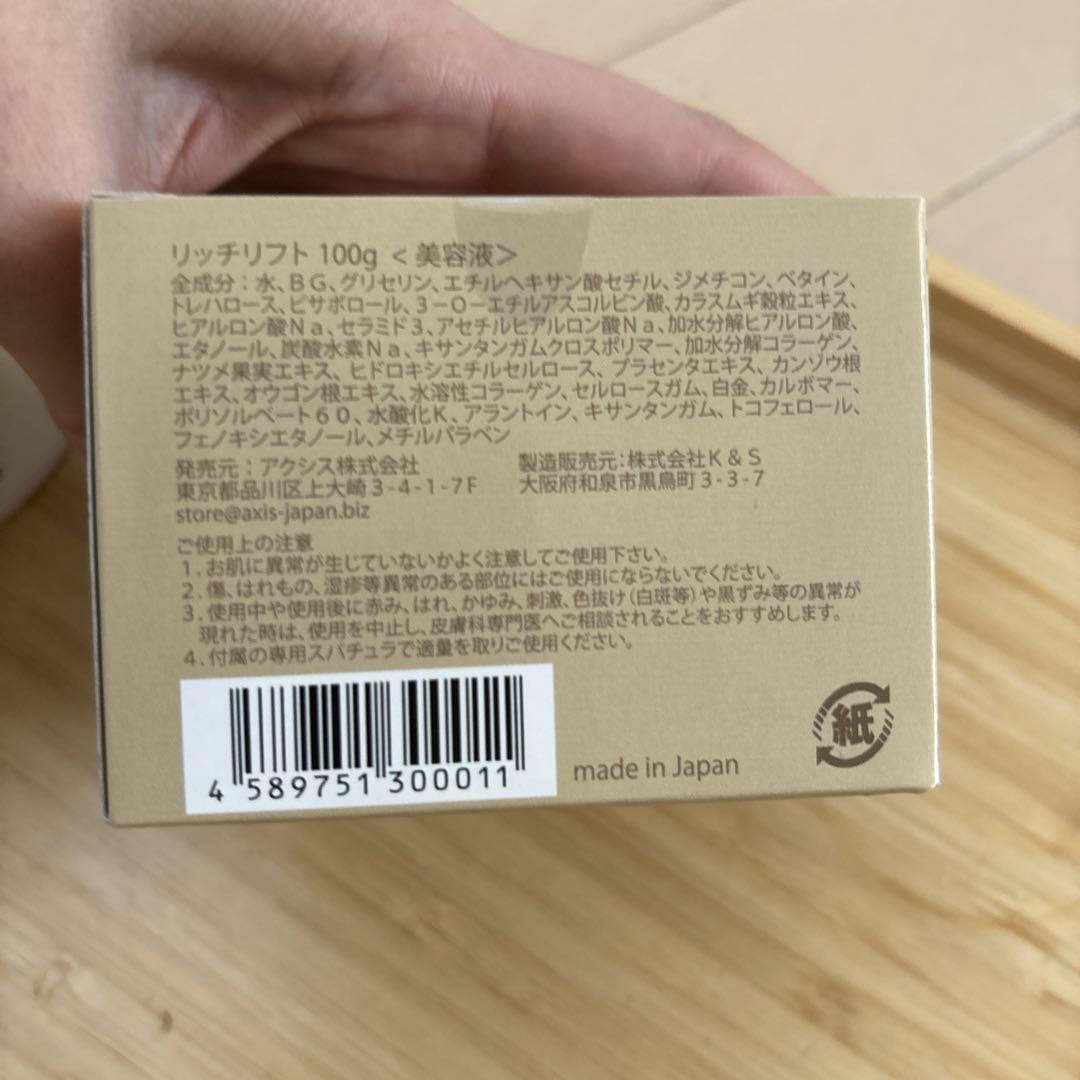 リッチリフト 100g ＜美容液＞
全成分：水、BG、グリセリン、エチルヘキサン酸セチル、ジメチコン、ベタイン、
トレハロース、ビサボロール、3－O－エチルアスコルビン酸、カラスムギ穀粒エキス、
ヒアルロン酸Na、セラミド3、アセチルヒアルロン酸Na、加水分解ヒアルロン酸、
エタノール、炭酸水素Na、キサンタンガムクロスポリマー、加水分解コラーゲン、
ナツメ果実エキス、ヒドロキシエチルセルロース、プラセンタエキス、カンゾウ根
エキス、オウゴン根エキス、水溶性コラーゲン、セルロースガム、白金、カルボマー、
ポリソルベート60、水酸化K、アラントイン、キサンタンガム、トコフェロール、
フェノキシエタノール、メチルパラベン
発売元：アクシス株式会社
東京都品川区上大崎3-4-1-7F
store@axis-japan.biz
製造販売元：株式会社K＆S
大阪府和泉市黒鳥町3-3-7
ご使用上の注意
1．お肌に異常が生じていないかよく注意してご使用下さい。
2．傷、はれもの、湿疹等異常のある部位にはご使用にならないでください。
3．使用中や使用後に赤み、はれ、かゆみ、刺激、色抜け（白斑等）や黒ずみ等の異常が
現れた時は、使用を中止し、皮膚科専門医へご相談されることをおすすめします。
4．付属の専用スパチュラで適量を取りご使用ください。
4 589751 300011
made in Japan
紙